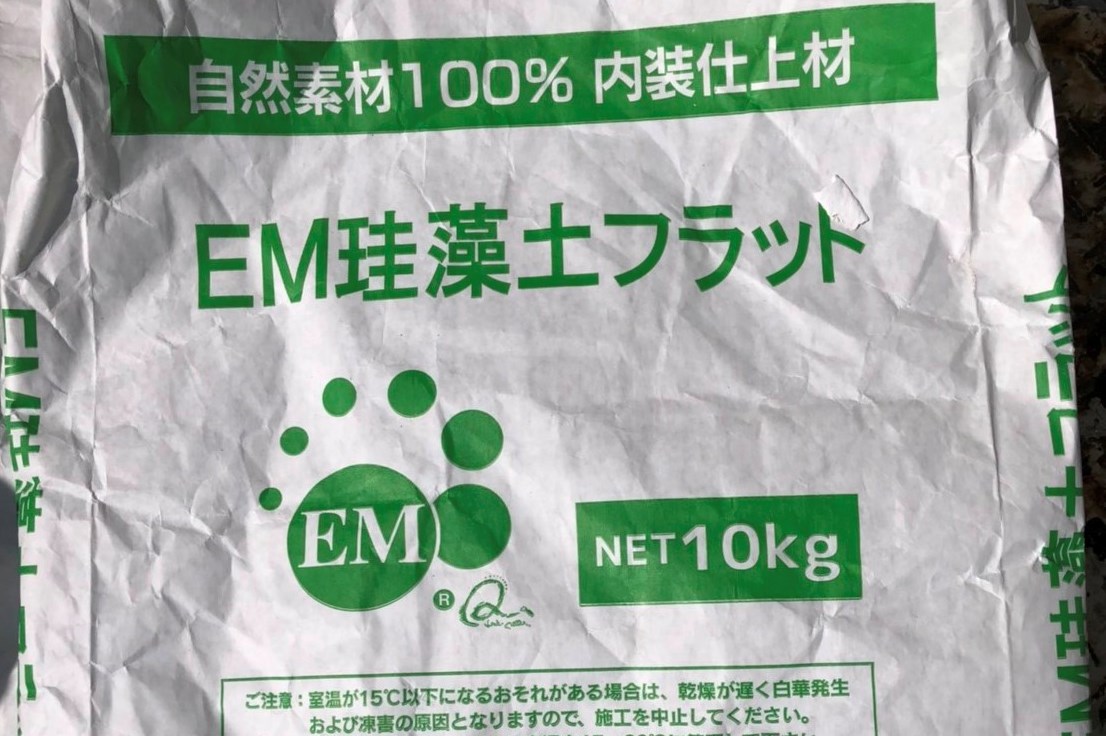 自然素材100% 内装仕上材
EM珪藻土フラット
EM
®
NET10kg
ご注意：室温が15℃以下になるおそれがある場合は、乾燥が遅く白華発生
および凍害の原因となりますので、施工を中止してください。